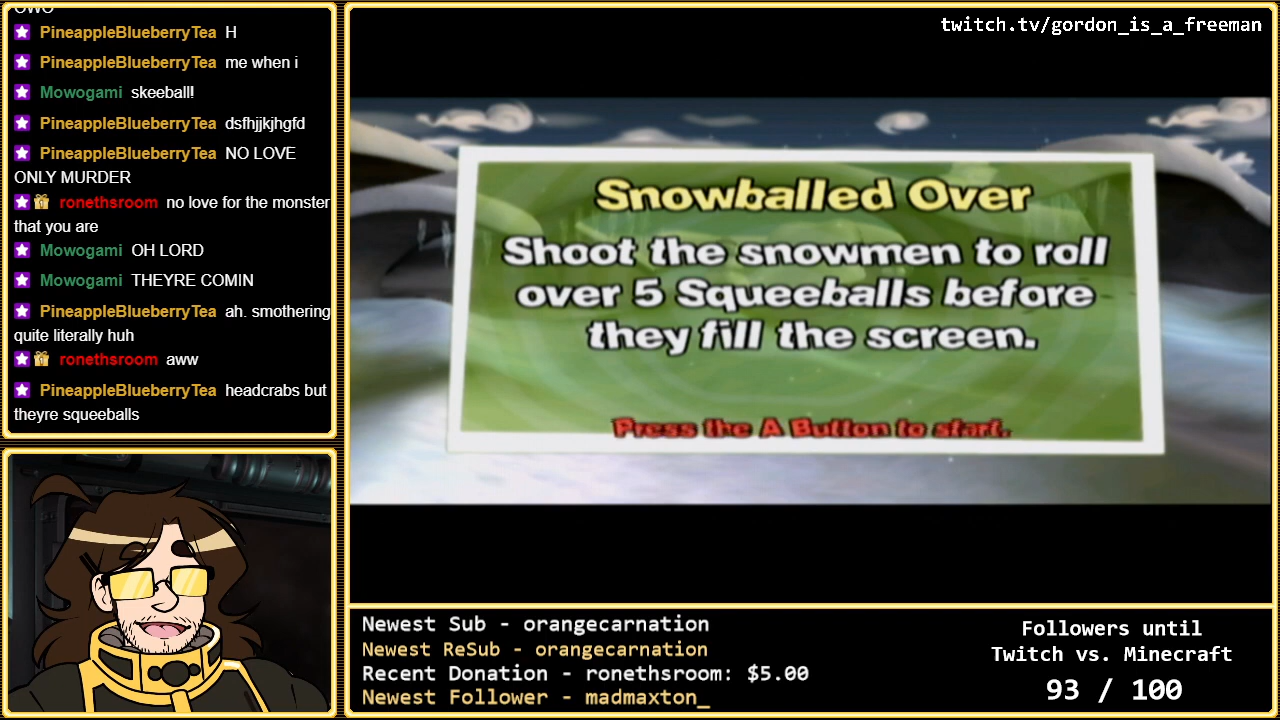 OWO
PineappleBlueberryTea H
PineappleBlueberryTea me when i
Mowogami skeeball!
PineappleBlueberryTea dsfhjjkjhgfd
PineappleBlueberryTea NO LOVE
ONLY MURDER
ronethsroom no love for the monster
that you are
Mowogami OH LORD
Mowogami THEYRE COMIN
PineappleBlueberryTea ah. smothering
quite literally huh
ronethsroom aww
PineappleBlueberryTea headcrabs but
theyre squeeballs
twitch.tv/gordon_is_a_freeman
Snowballed Over
Shoot the snowmen to roll
over 5 Squeeballs before
they fill the screen.
Press the A Button to start.
Newest Sub - orangecarnation
Newest ReSub - orangecarnation
Recent Donation - ronethsroom: $5.00
Newest Follower - madmaxton_
Followers until
Twitch vs. Minecraft
93 / 100